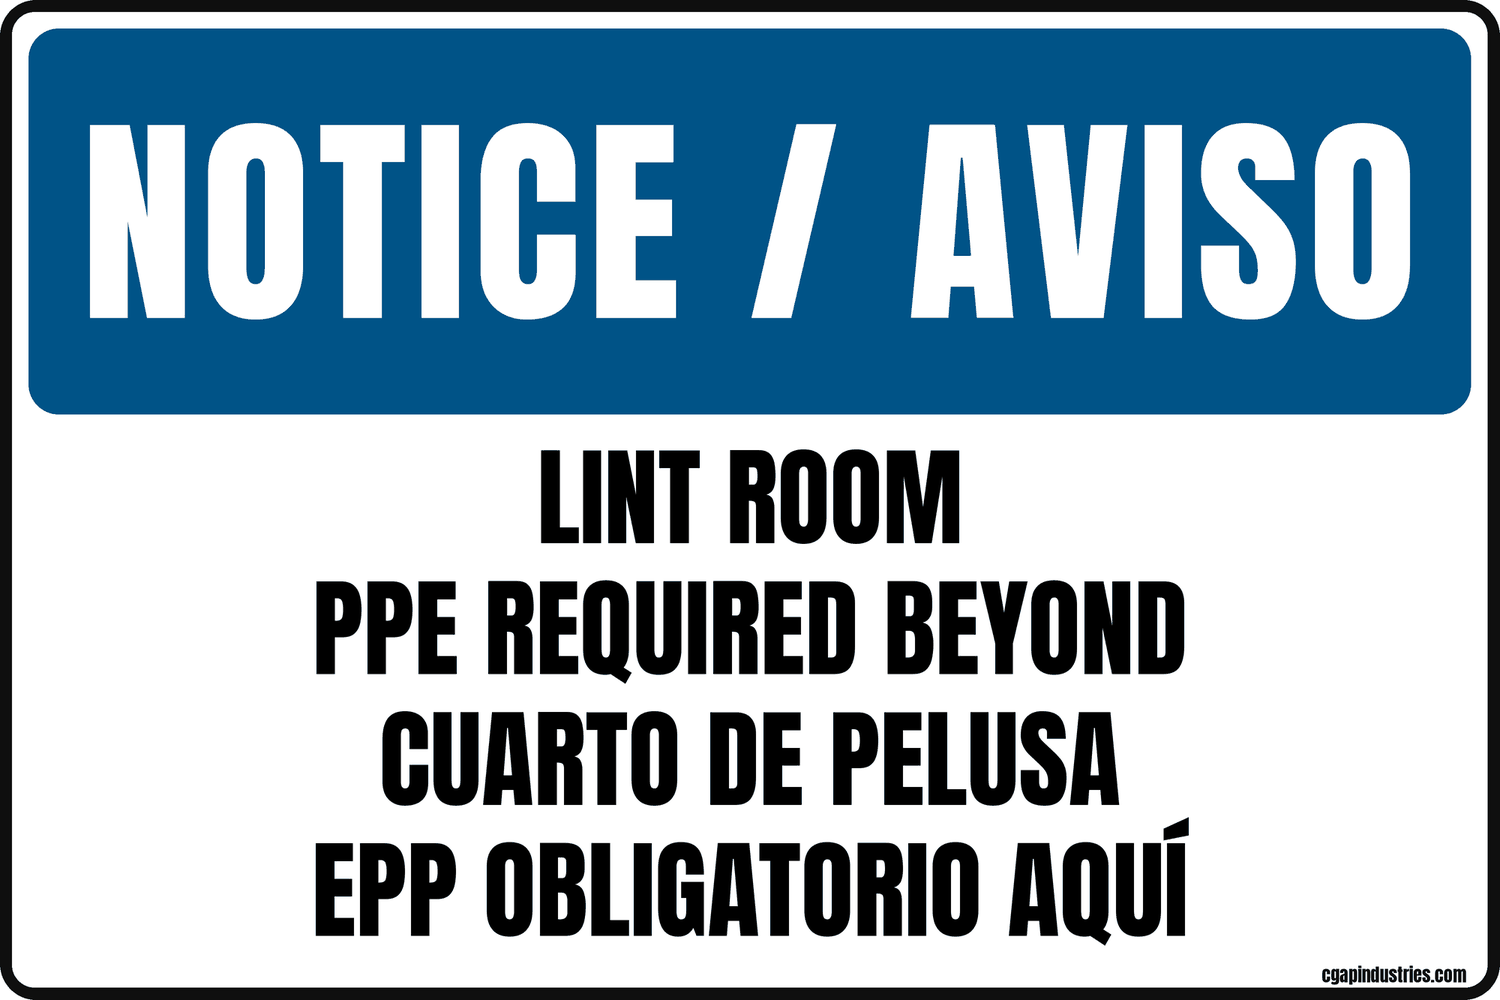 NOTICE / AVISO
LINT ROOM
PPE REQUIRED BEYOND
CUARTO DE PELUSA
EPP OBLIGATORIO AQUÍ
cgapindustries.com